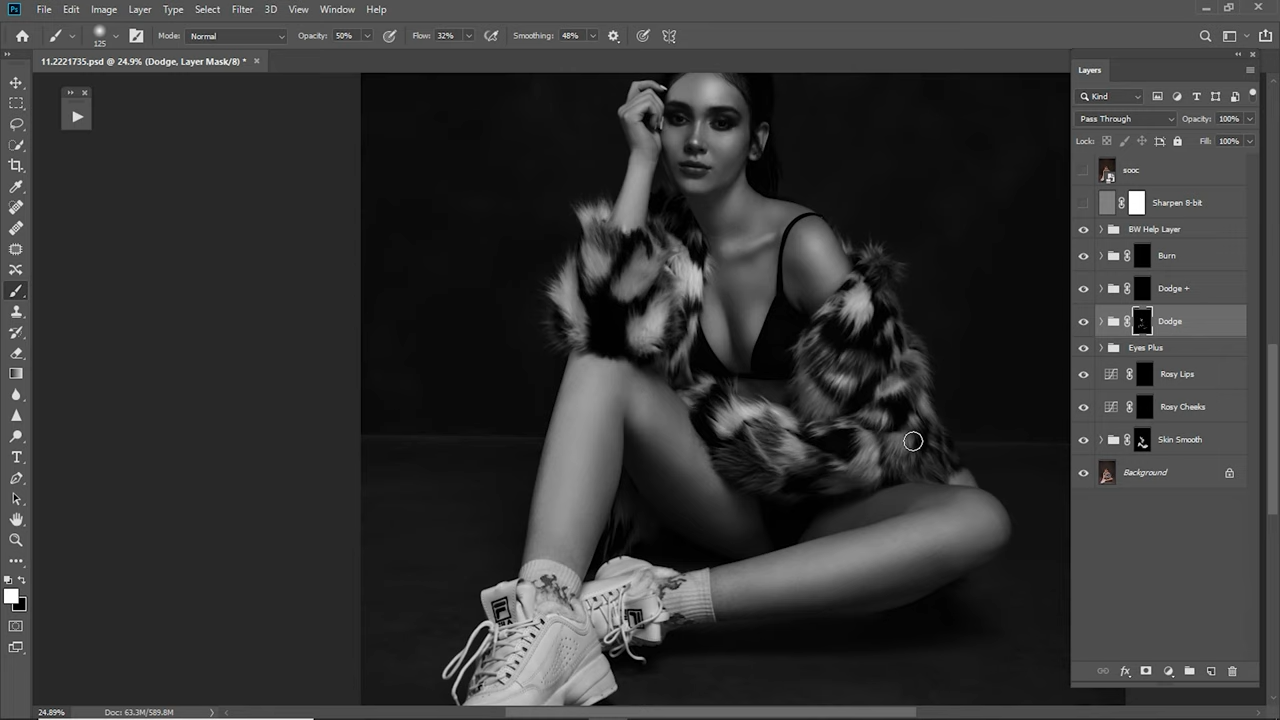 Ps File Edit Image Layer Type Select Filter 3D View Window Help
125 Mode: Normal Opacity: 50% Flow: 32% Smoothing: 48%
11.2221735.psd @ 24.9% (Dodge, Layer Mask/8) *
Layers
Kind
Pass Through Opacity: 100%
Lock: Fill: 100%
sooc
Sharpen 8-bit
BW Help Layer
Burn
Dodge +
Dodge
Eyes Plus
Rosy Lips
Rosy Cheeks
Skin Smooth
Background
24.89% Doc: 63.3M/589.8M